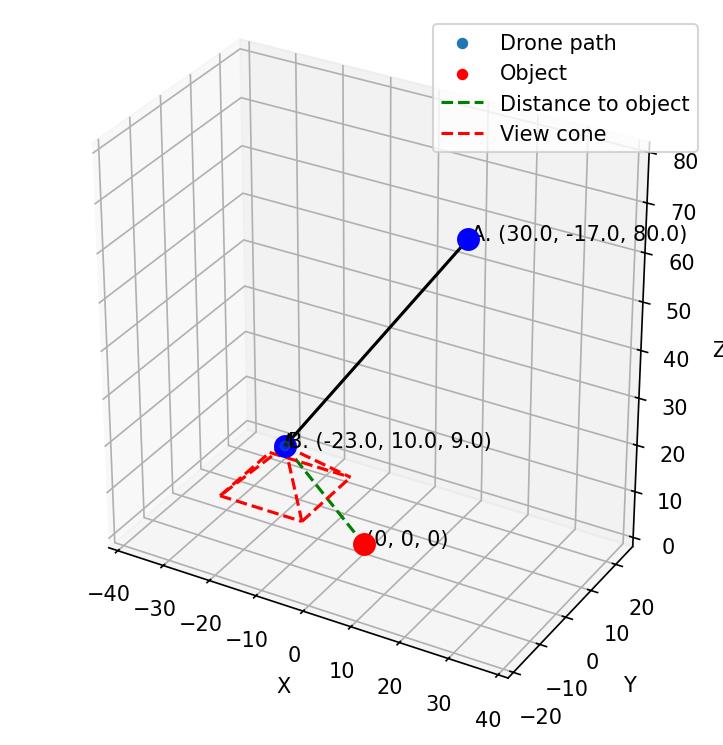 Drone path
Object
Distance to object
View cone
A. (30.0, -17.0, 80.0)
B. (-23.0, 10.0, 9.0)
(0, 0, 0)
80
70
60
50
40
30
20
10
0
Z
−40
−30
−20
−10
0
10
20
30
40
X
−20
−10
0
10
20
Y